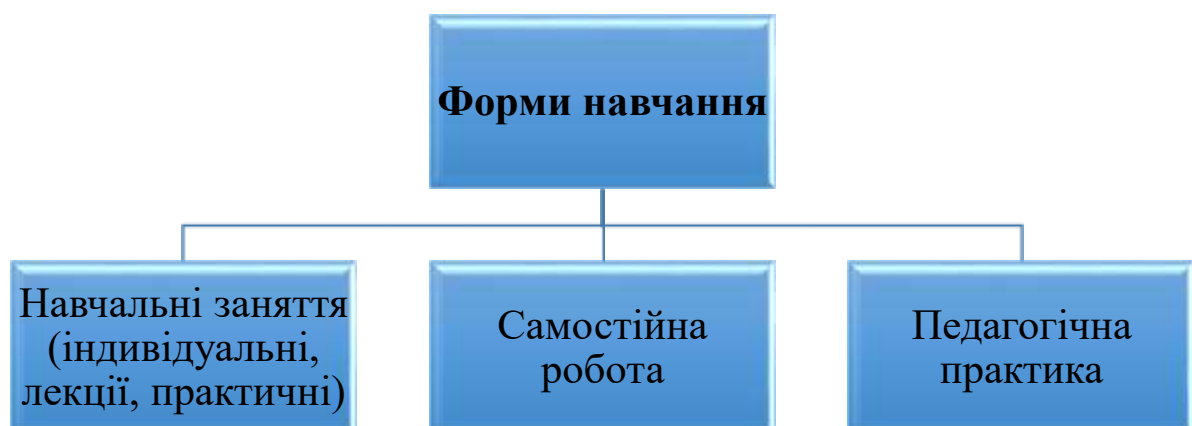 Форми навчання
Навчальні заняття
(індивідуальні,
лекції, практичні)
Самостійна
робота
Педагогічна
практика